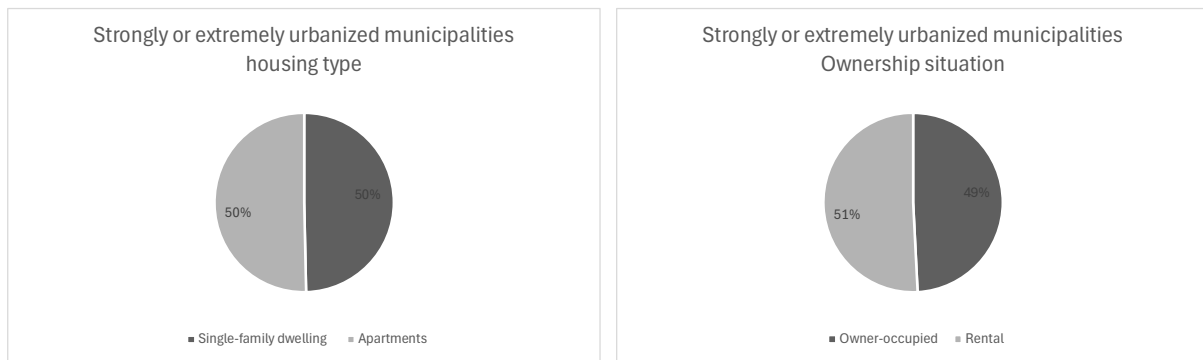 Strongly or extremely urbanized municipalities
housing type
50%
50%
Single-family dwelling
Apartments
Strongly or extremely urbanized municipalities
Ownership situation
49%
51%
Owner-occupied
Rental